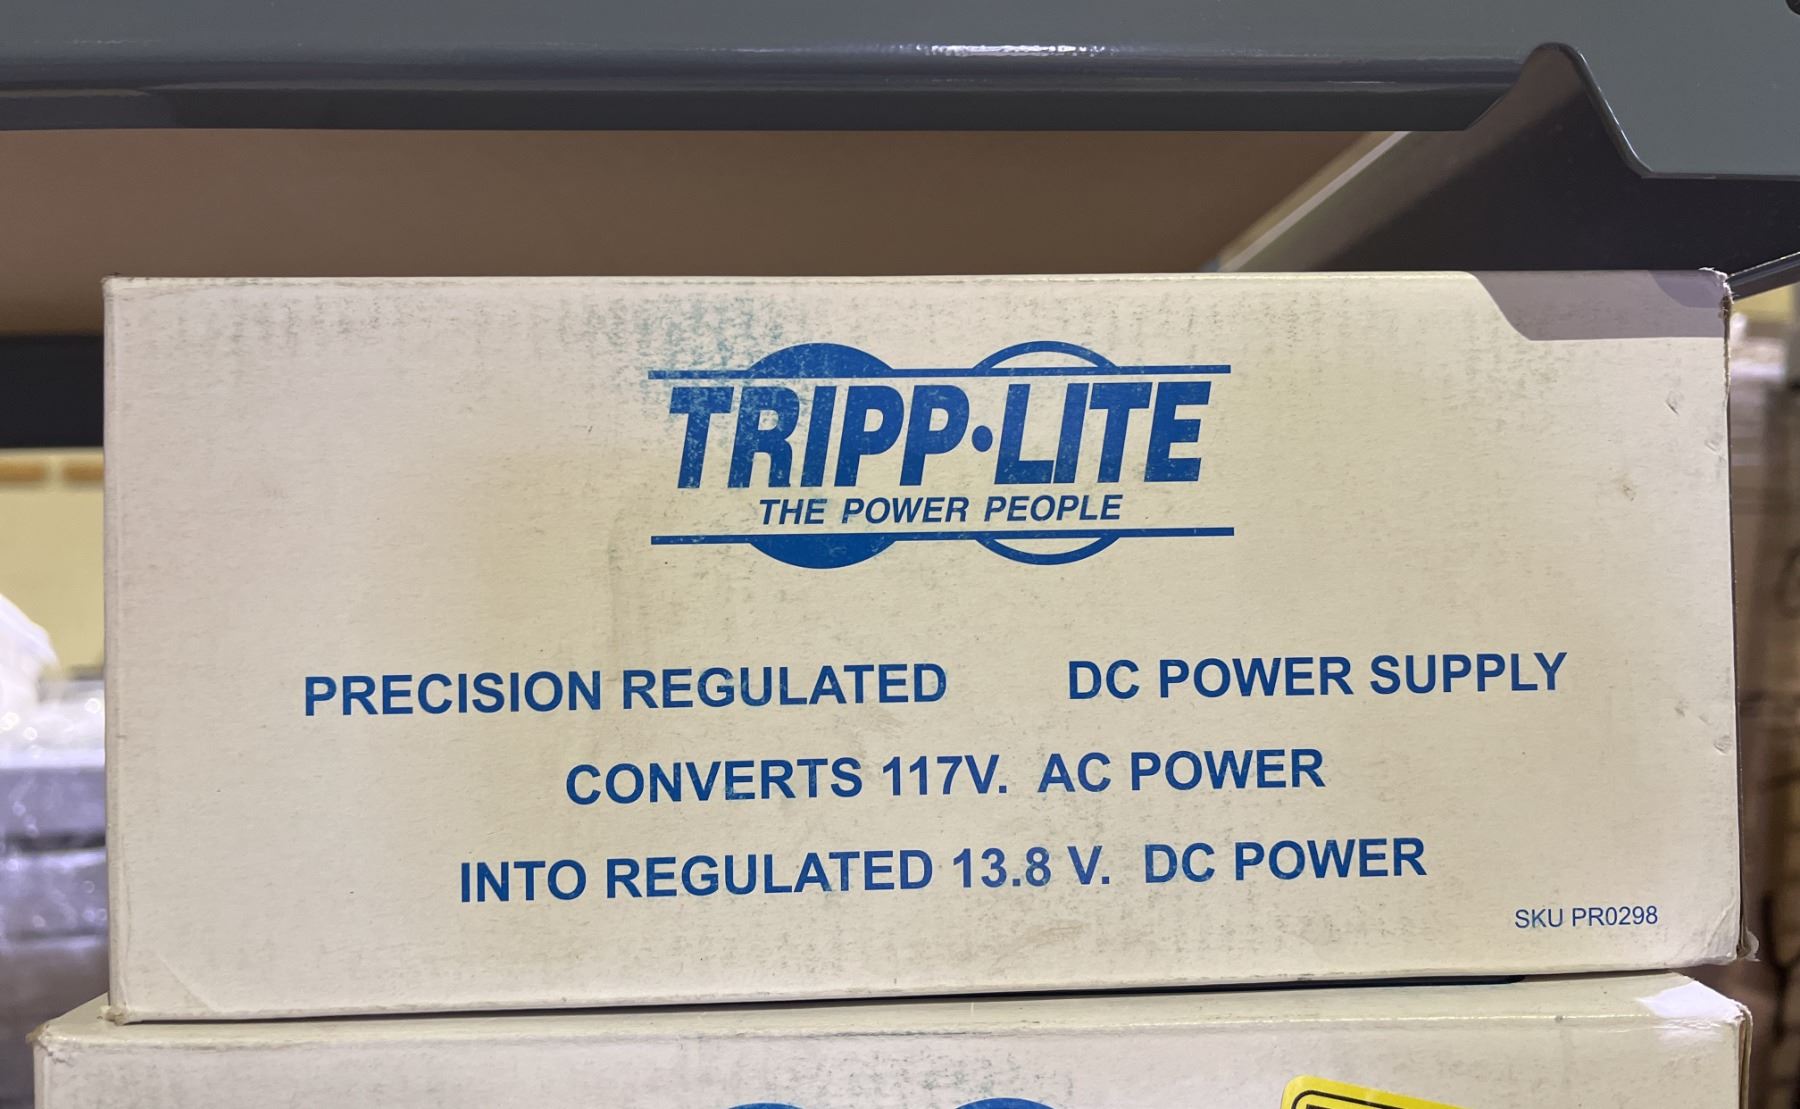 TRIPP·LITE
THE POWER PEOPLE
PRECISION REGULATED DC POWER SUPPLY
CONVERTS 117V. AC POWER
INTO REGULATED 13.8 V. DC POWER
SKU PR0298